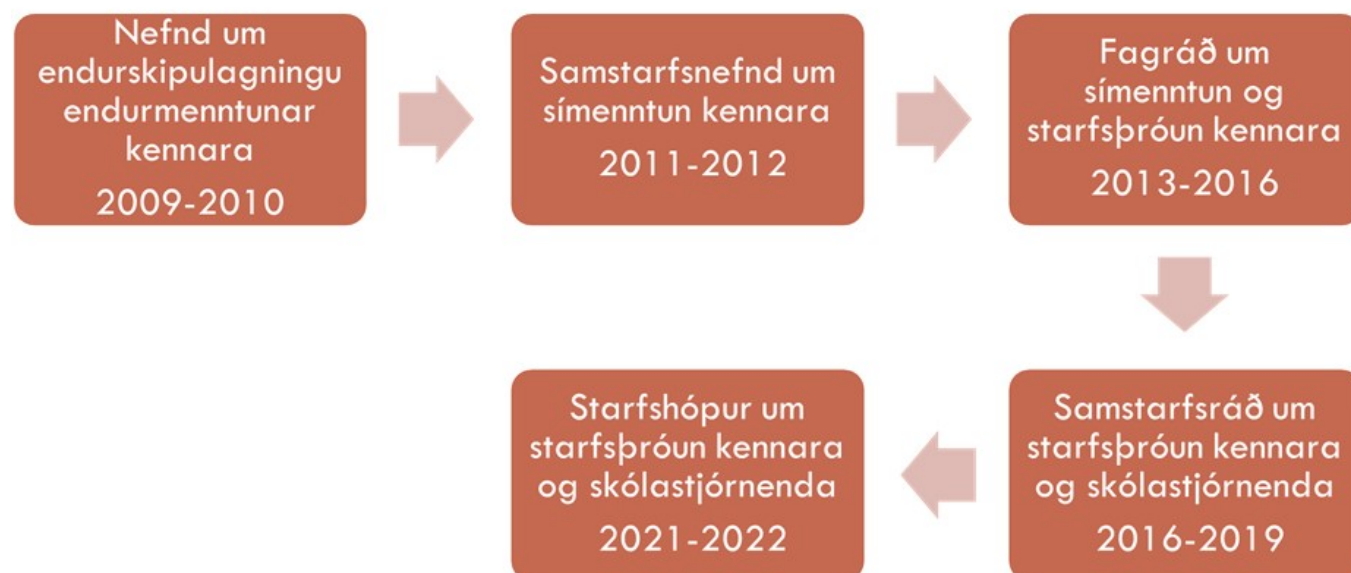 Nefnd um
endurskipulagningu
endurmenntunar
kennara
2009-2010
Samstarfsnefnd um
símenntun kennara
2011-2012
Fagráð um
símenntun og
starfsþróun kennara
2013-2016
Samstarfsráð um
starfsþróun kennara
og skólastjórnenda
2016-2019
Starfshópur um
starfsþróun kennara
og skólastjórnenda
2021-2022